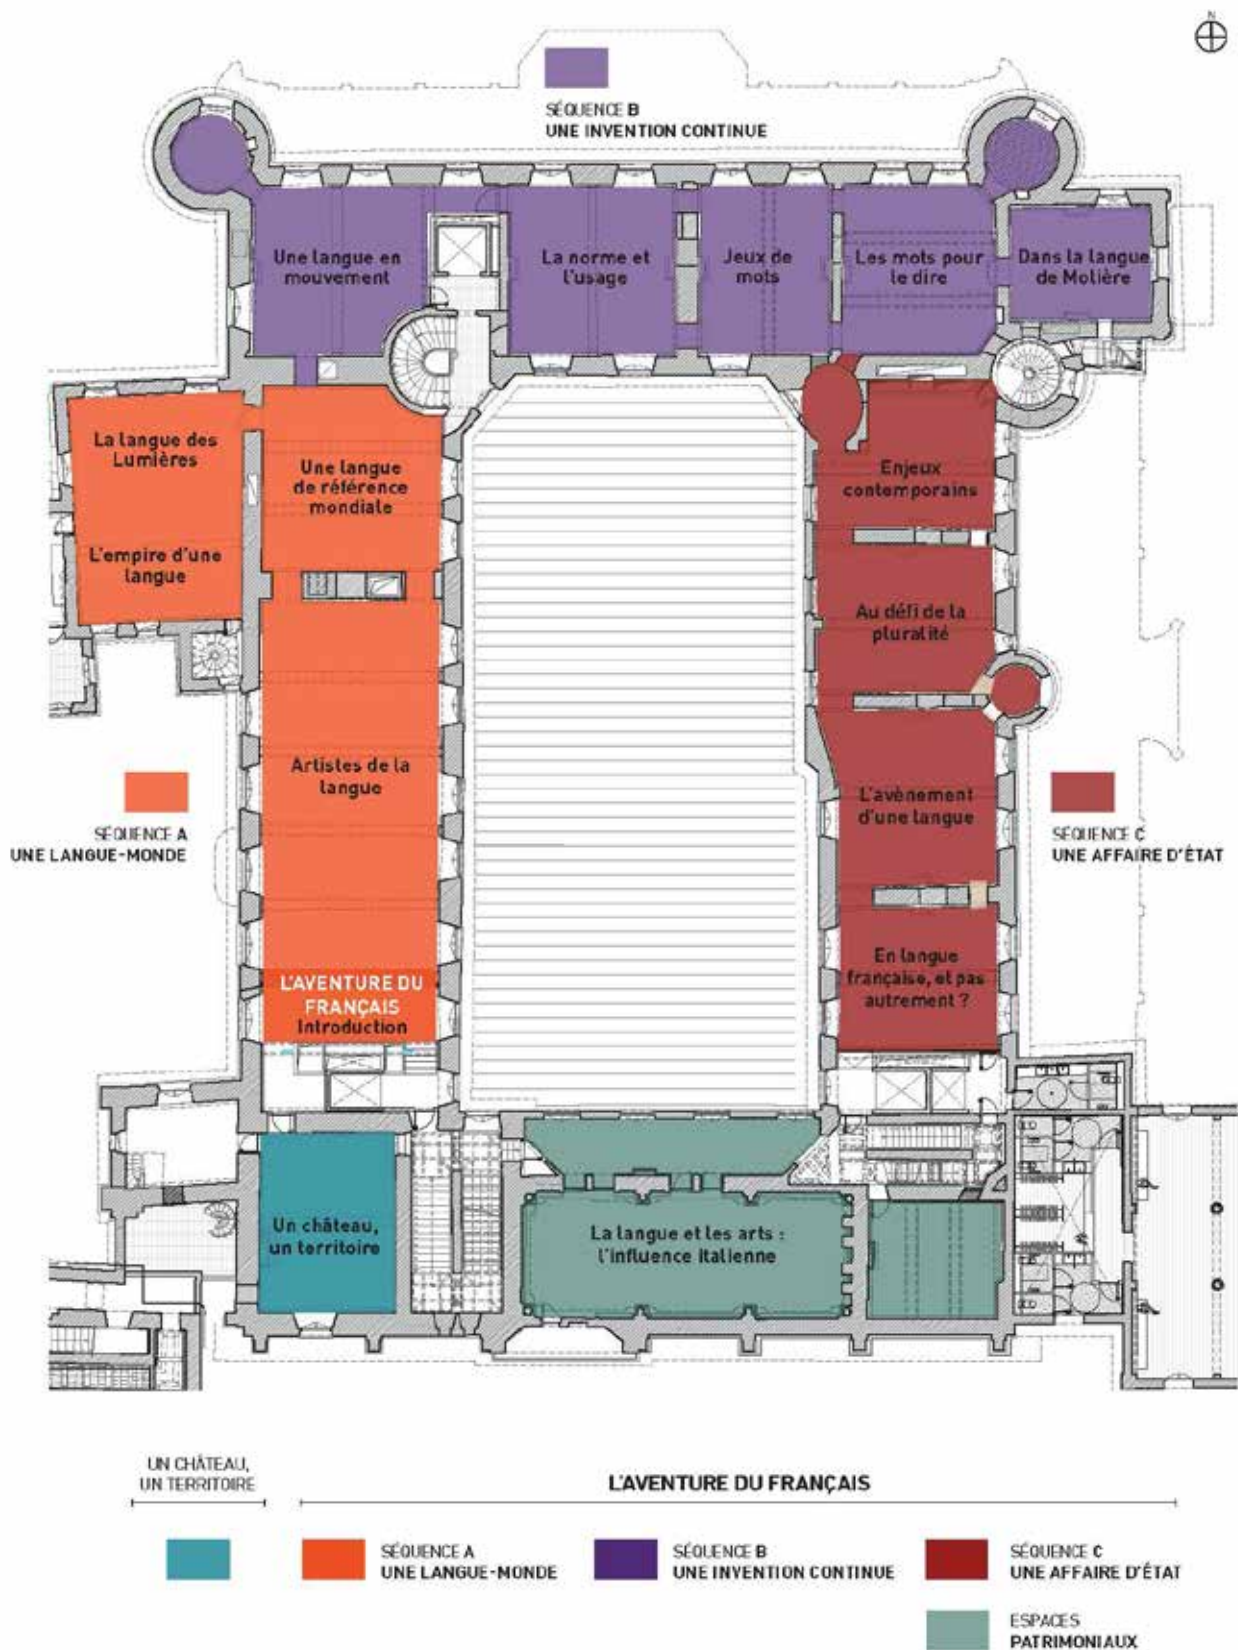 N
SÉQUENCE B
UNE INVENTION CONTINUE
Une langue en
mouvement
La norme et
l'usage
Jeux de
mots
Les mots pour
le dire
Dans la langue
de Molière
La langue des
Lumières
L'empire d'une
langue
Une langue
de référence
mondiale
Enjeux
contemporains
Au défi de la
pluralité
Artistes de la
langue
L'avènement
d'une langue
SÉQUENCE A
UNE LANGUE-MONDE
SÉQUENCE C
UNE AFFAIRE D'ÉTAT
En langue
française, et pas
autrement ?
L'AVENTURE DU
FRANÇAIS
Introduction
Un château,
un territoire
La langue et les arts :
l'influence italienne
UN CHÂTEAU,
UN TERRITOIRE
L'AVENTURE DU FRANÇAIS
SÉQUENCE A
UNE LANGUE-MONDE
SÉQUENCE B
UNE INVENTION CONTINUE
SÉQUENCE C
UNE AFFAIRE D'ÉTAT
ESPACES
PATRIMONIAUX